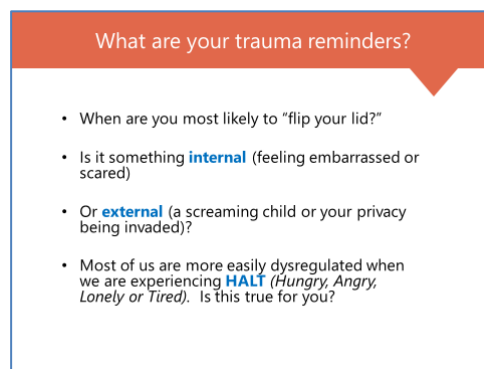 What are your trauma reminders?
• When are you most likely to “flip your lid?”
• Is it something internal (feeling embarrassed or
scared)
• Or external (a screaming child or your privacy
being invaded)?
• Most of us are more easily dysregulated when
we are experiencing HALT (Hungry, Angry,
Lonely or Tired). Is this true for you?